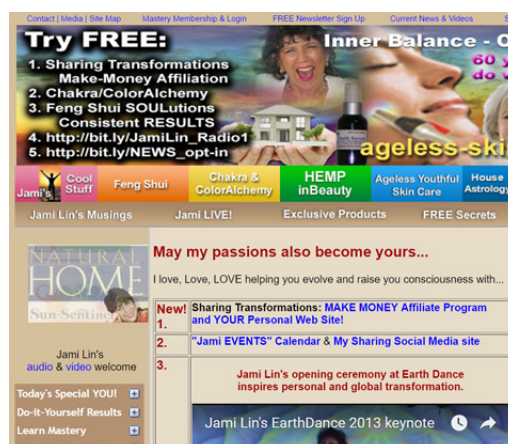 Contact | Media | Site Map
Mastery Membership & Login
FREE Newsletter Sign Up
Current News & Videos
Try FREE:
1. Sharing Transformations
Make-Money Affiliation
2. Chakra/ColorAlchemy
3. Feng Shui SOULutions
Consistent RESULTS
4. http://bit.ly/JamiLin_Radio1
5. http://bit.ly/NEWS_opt-in
Inner Balance - O
60 y
do v
ageless-skin
Jami's
Cool
Stuff
Feng Shui
Chakra &
ColorAlchemy
HEMP
inBeauty
Ageless Youthful
Skin Care
House
Astrology
Jami Lin's Musings
Jami LIVE!
Exclusive Products
FREE Secrets
NATURAL
HOME
Sun-Sentinel
Jami Lin's
audio & video welcome
Today's Special YOU!
Do-it-Yourself Results
Learn Mastery
May my passions also become yours...
I love, Love, LOVE helping you evolve and raise you consciousness with...
New!
1.
Sharing Transformations: MAKE MONEY Affiliate Program
and YOUR Personal Web Site!
2.
"Jami EVENTS" Calendar & My Sharing Social Media site
3.
Jami Lin's opening ceremony at Earth Dance
inspires personal and global transformation.
Jami Lin's EarthDance 2013 keynote